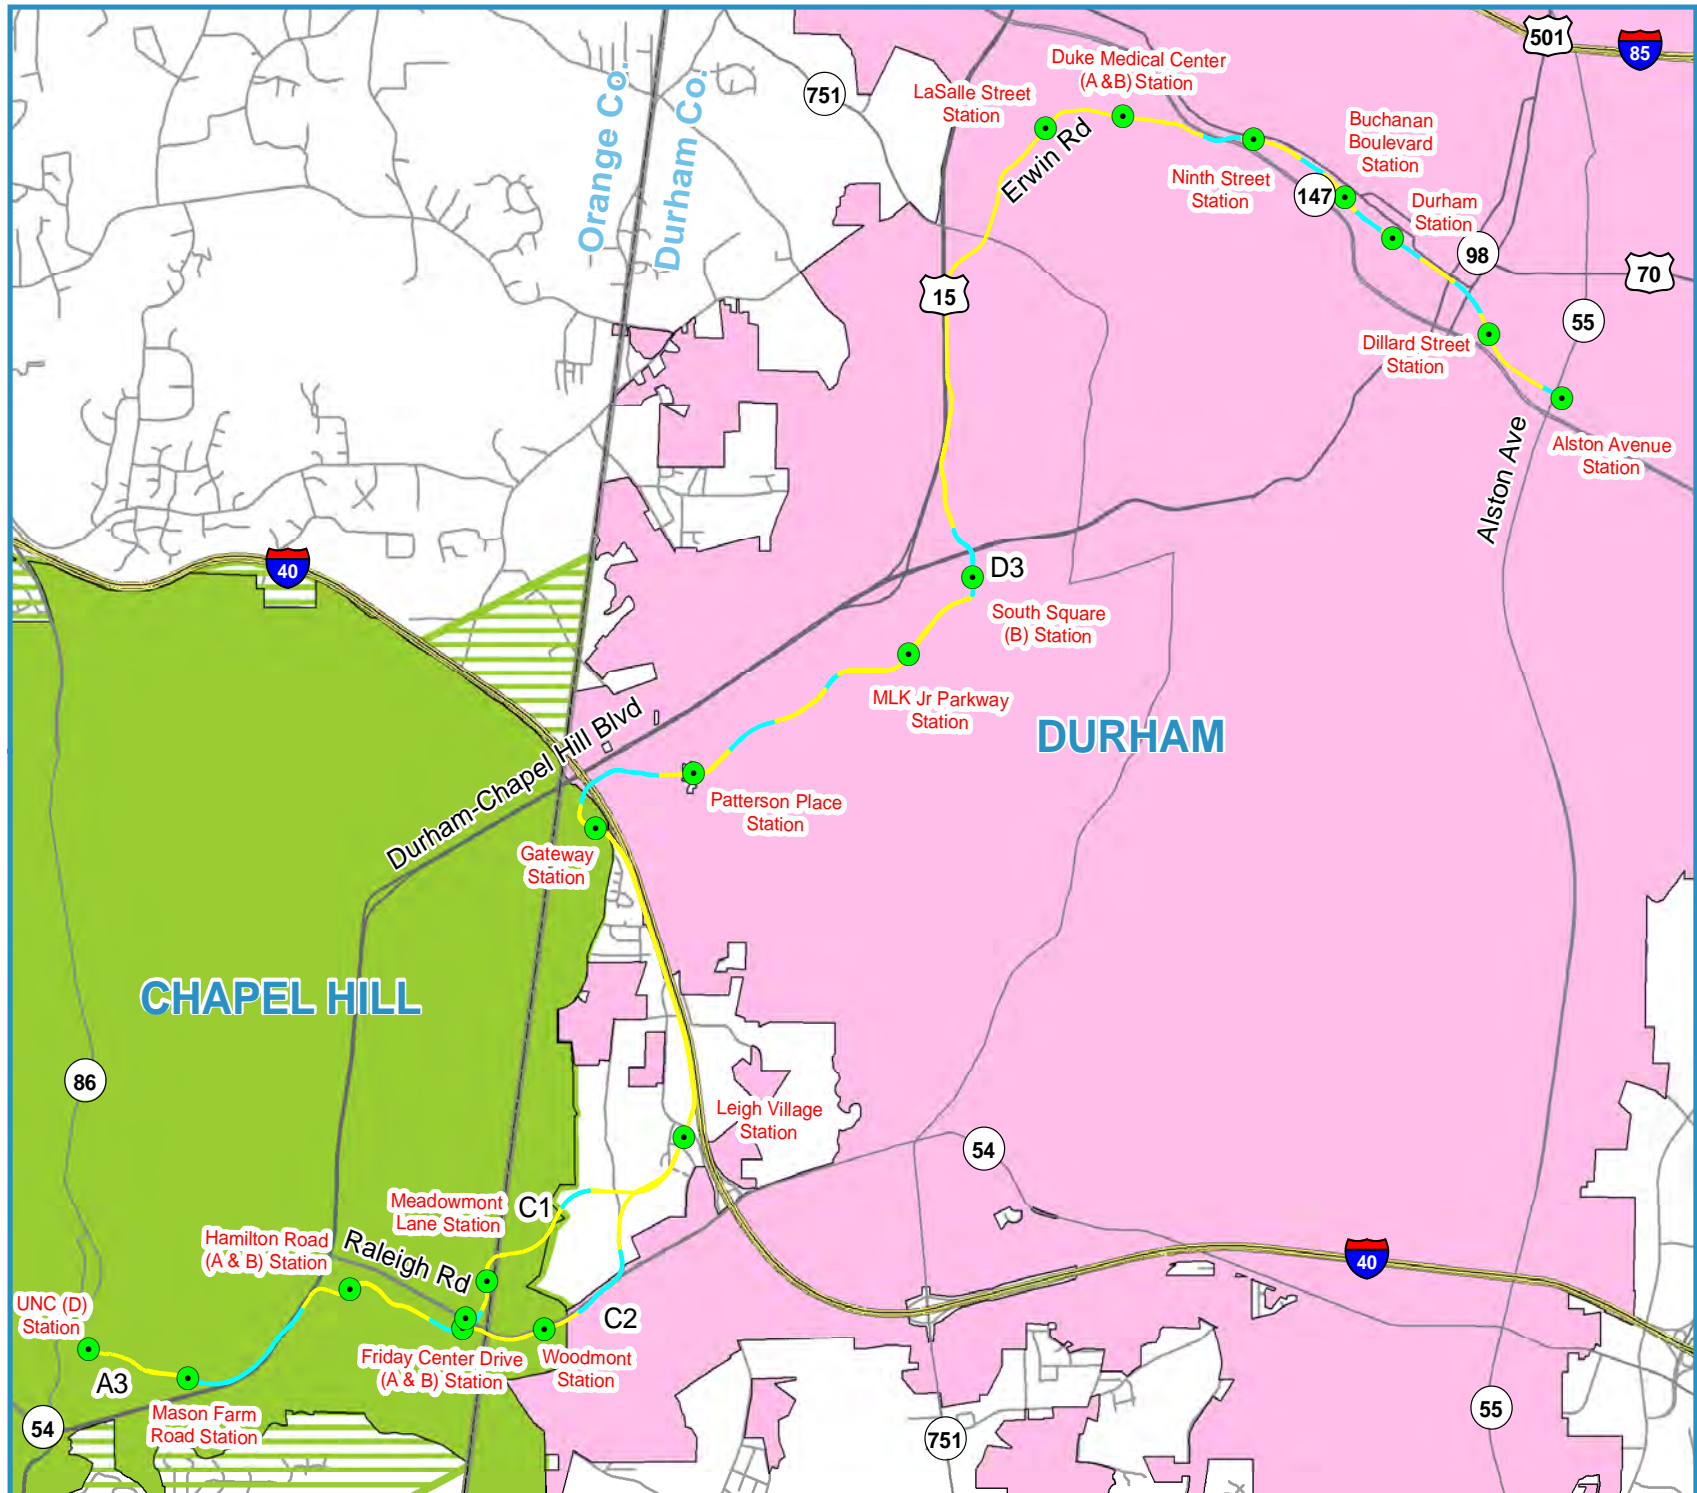 501
85
Duke Medical Center
(A &B) Station
751
LaSalle Street
Station
Orange Co.
Durham Co.
Buchanan
Boulevard
Station
Erwin Rd
Ninth Street
Station
147
Durham
Station
98
70
15
55
Dillard Street
Station
Alston Ave
Alston Avenue
Station
40
D3
South Square
(B) Station
MLK Jr Parkway
Station
DURHAM
Durham-Chapel Hill Blvd
Patterson Place
Station
Gateway
Station
CHAPEL HILL
86
Leigh Village
Station
54
Meadowmont
Lane Station
C1
Hamilton Road
(A & B) Station
Raleigh Rd
40
UNC (D)
Station
C2
Friday Center Drive
(A & B) Station
Woodmont
Station
A3
Mason Farm
Road Station
54
751
55